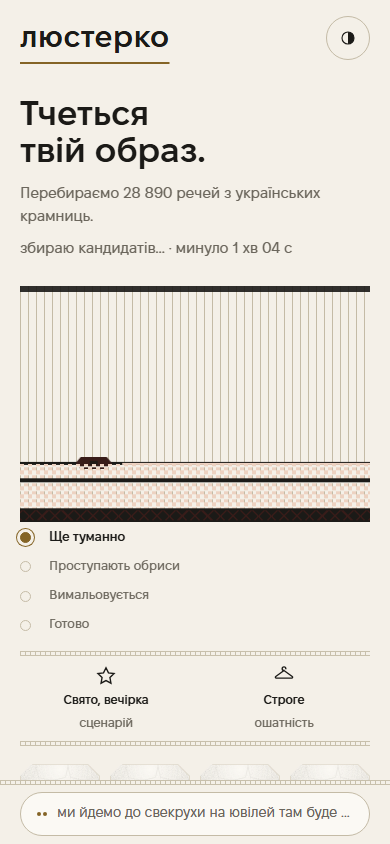 люстерко
Тчеться
твій образ.
Перебираємо 28 890 речей з українських
крамниць.
збираю кандидатів... · минуло 1 хв 04 с
Ще туманно
Проступають обриси
Вимальовується
Готово
Свято, вечірка
сценарій
Строге
ошатність
ми йдемо до свекрухи на ювілей там буде ...